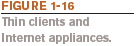 FIGURE 1-16
Thin clients and
Internet appliances.